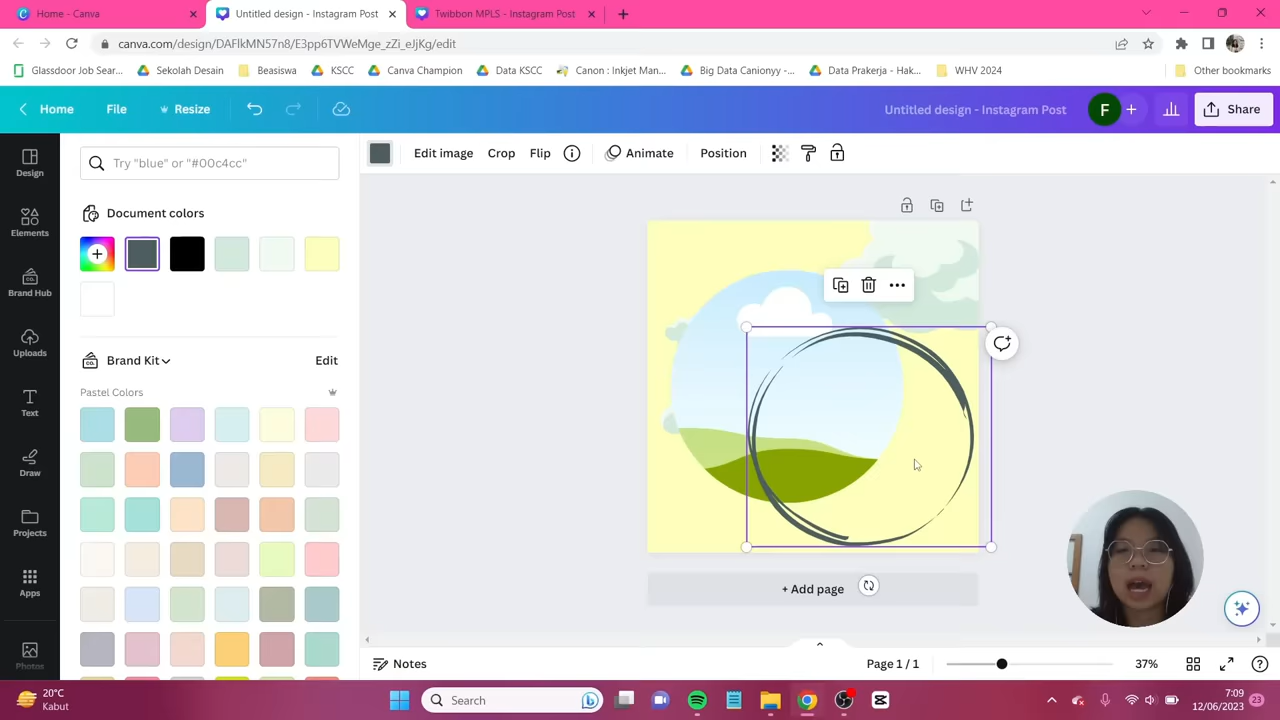 Home - Canva
Untitled design - Instagram Post
Twibbon MPLS - Instagram Post
canva.com/design/DAFlkMN57n8/E3pp6TVWeMge_zZi_eJjKg/edit
Glassdoor Job Sear...
Sekolah Desain
Beasiswa
KSCC
Canva Champion
Data KSCC
Canon : Inkjet Man...
Big Data Canionyy -...
Data Prakerja - Hak...
WHV 2024
Other bookmarks
Home
File
Resize
Untitled design - Instagram Post
F
Share
Design
Elements
Brand Hub
Uploads
Text
Draw
Projects
Apps
Photos
Try "blue" or "#00c4cc"
Document colors
Brand Kit
Edit
Pastel Colors
Edit image
Crop
Flip
Animate
Position
+ Add page
Notes
Page 1 / 1
37%
20°C
Kabut
Search
7:09
12/06/2023
23